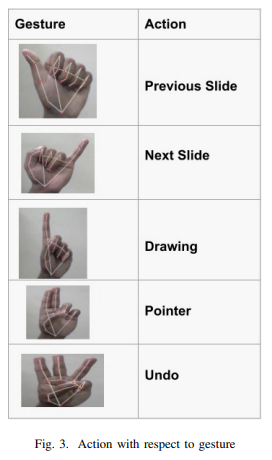 Gesture Action
Previous Slide
Next Slide
Drawing
Pointer
Undo
Fig. 3. Action with respect to gesture